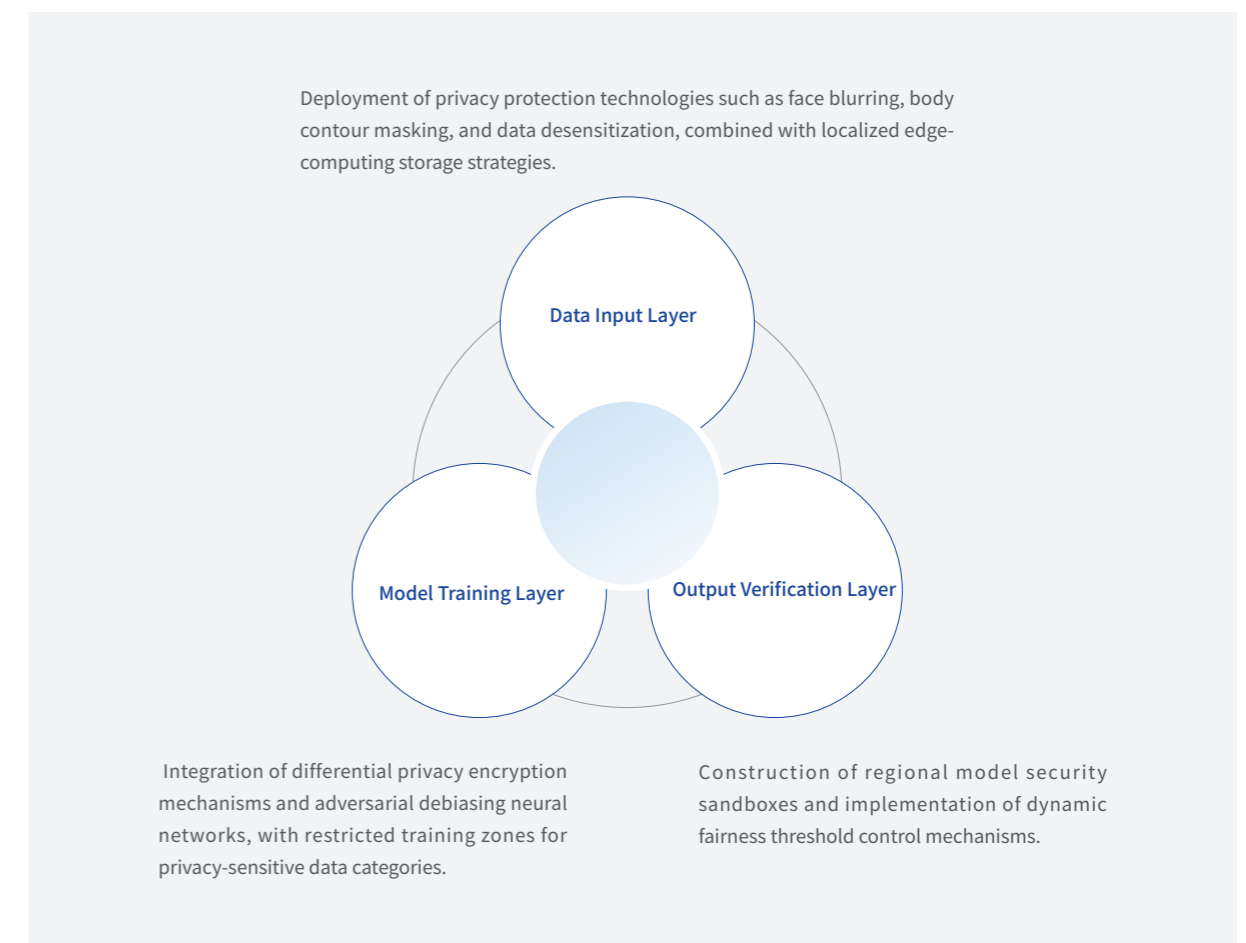 Deployment of privacy protection technologies such as face blurring, body
contour masking, and data desensitization, combined with localized edge-
computing storage strategies.
Data Input Layer
Model Training Layer
Output Verification Layer
Integration of differential privacy encryption
mechanisms and adversarial debiasing neural
networks, with restricted training zones for
privacy-sensitive data categories.
Construction of regional model security
sandboxes and implementation of dynamic
fairness threshold control mechanisms.